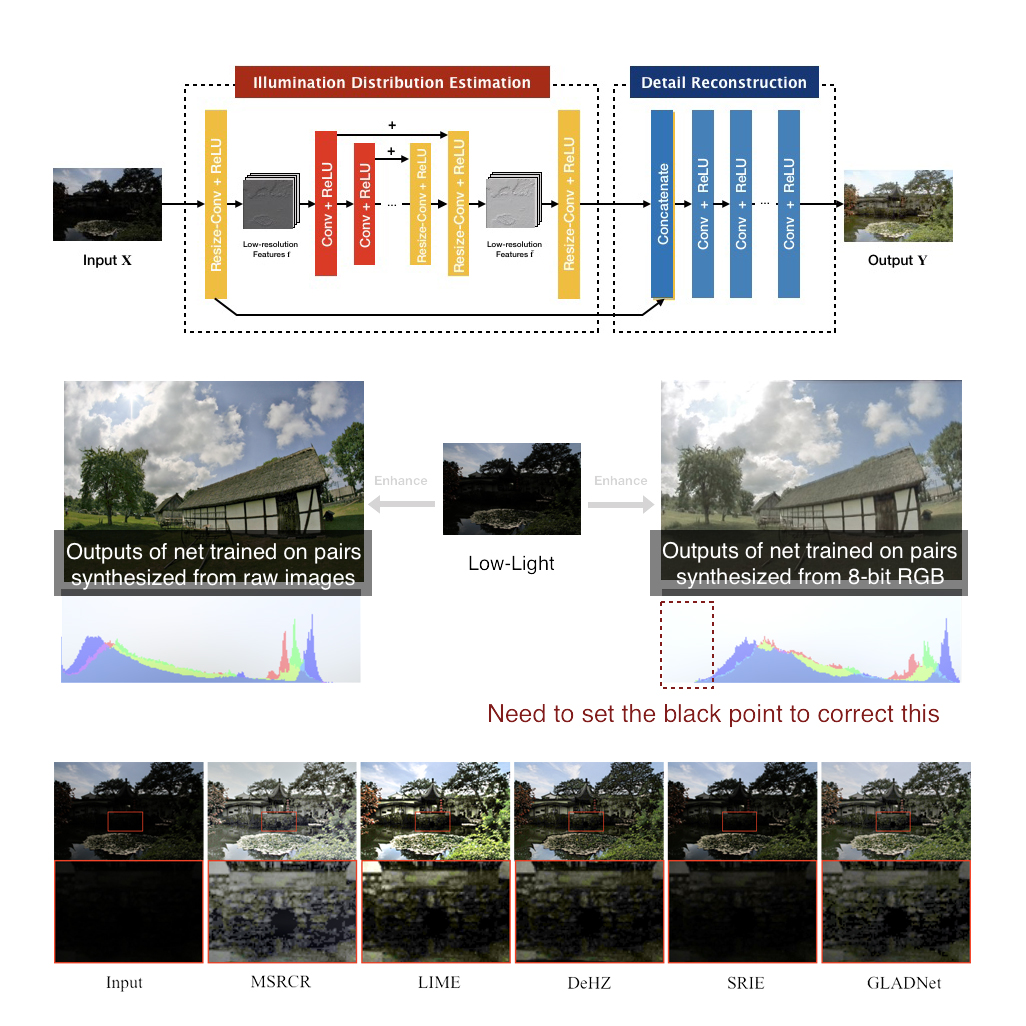 Illumination Distribution Estimation
Detail Reconstruction
Input X
Resize-Conv + ReLU
Low-resolution
Features f
Conv + ReLU
Conv + ReLU
+
+
...
Resize-Conv + ReLU
Resize-Conv + ReLU
Low-resolution
Features f
Resize-Conv + ReLU
Concatenate
Conv + ReLU
Conv + ReLU
...
Conv + ReLU
Output Y
Outputs of net trained on pairs
synthesized from raw images
Enhance
Low-Light
Enhance
Outputs of net trained on pairs
synthesized from 8-bit RGB
Need to set the black point to correct this
Input
MSRCR
LIME
DeHZ
SRIE
GLADNet